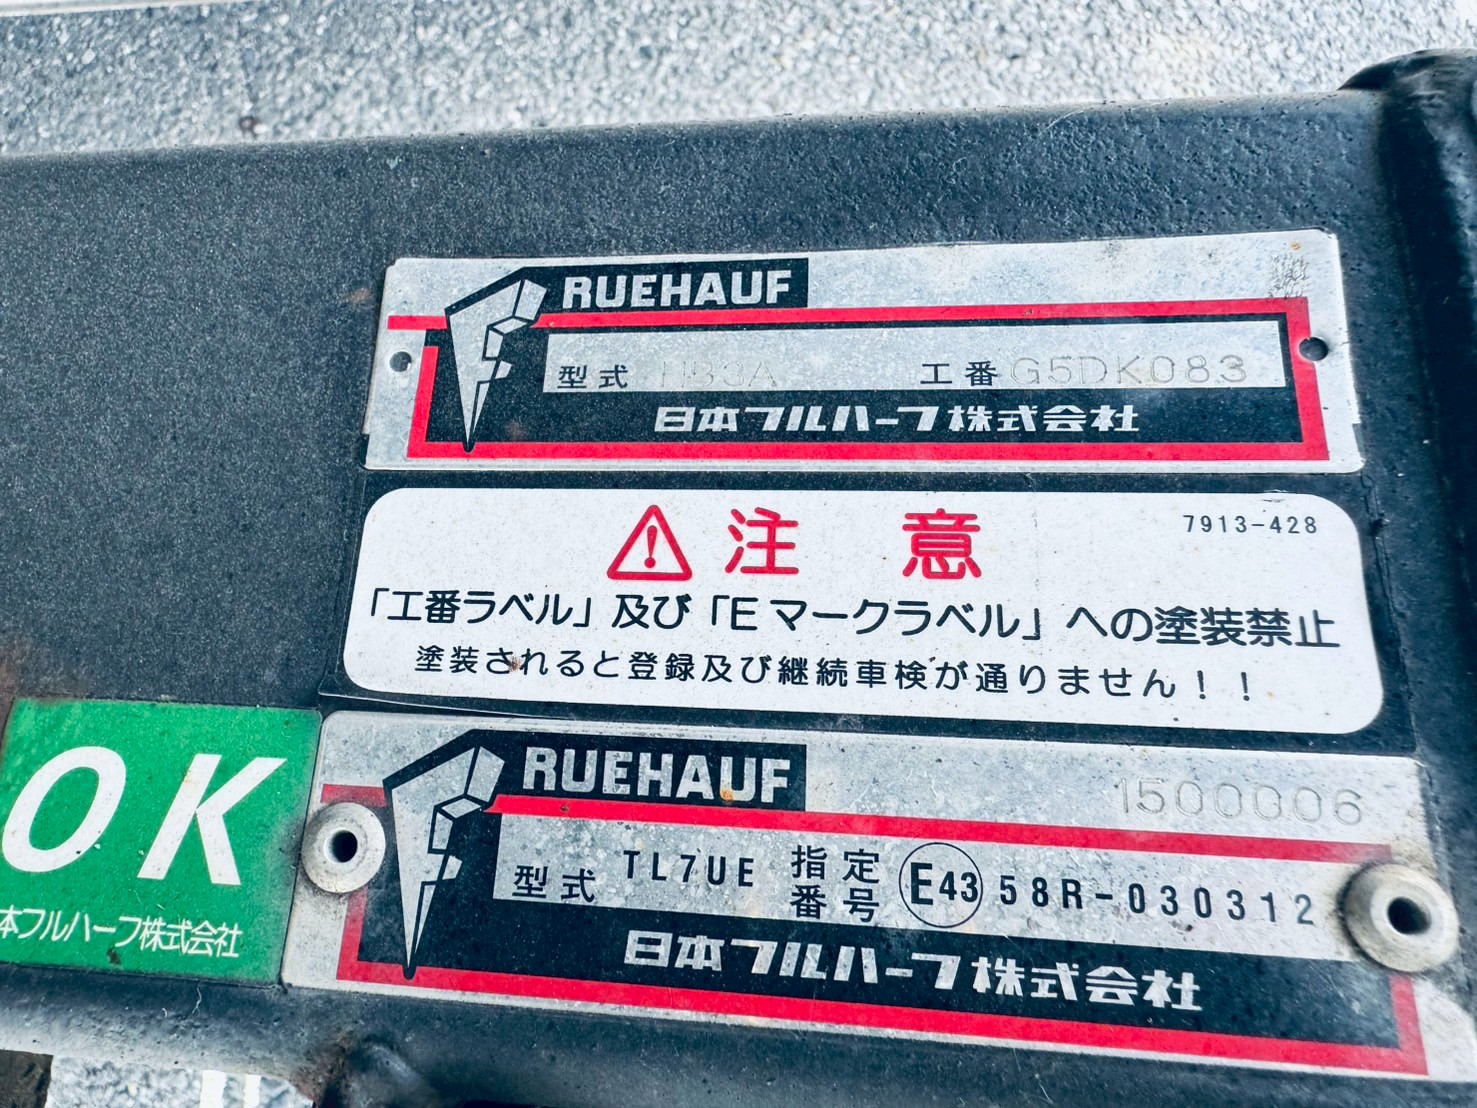 RUEHAUF
型式 HB3A 工番 G5DK083
日本フルハーフ株式会社
注意 7913-428
「工番ラベル」及び「Eマークラベル」への塗装禁止
塗装されると登録及び継続車検が通りません!!
OK
本フルハーフ株式会社
RUEHAUF
1500006
型式 TL7UE 指定番号 E43 58R-030312
日本フルハーフ株式会社